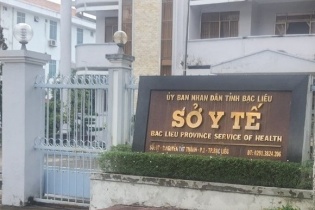 ỦY BAN NHÂN DÂN TỈNH BẠC LIÊU
SỞ Y TẾ
BAC LIEU PROVINCE SERVICE OF HEALTH